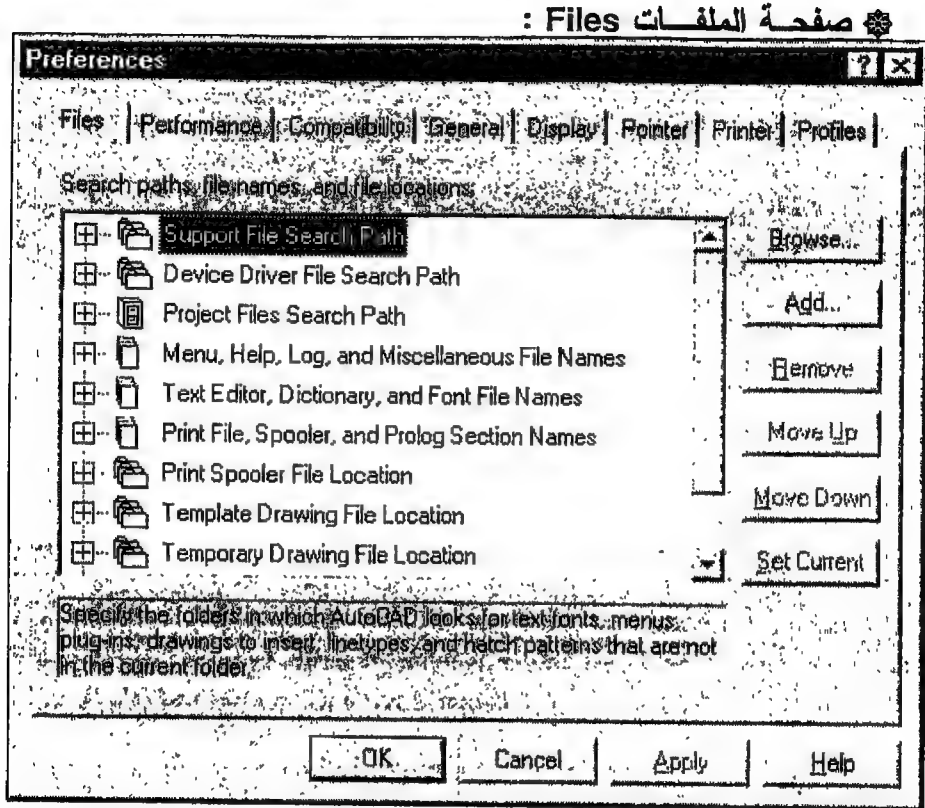 صفحة الملفات Files :
Preferences
Files Performance Compatibility General Display Pointer Printer Profiles
Search paths, file names, and file locations:
Support File Search Path
Device Driver File Search Path
Project Files Search Path
Menu, Help, Log, and Miscellaneous File Names
Text Editor, Dictionary, and Font File Names
Print File, Spooler, and Prolog Section Names
Print Spooler File Location
Template Drawing File Location
Temporary Drawing File Location
Browse...
Add...
Remove
Move Up
Move Down
Set Current
Specify the folders in which AutoCAD looks for text fonts, menus,
plug-ins, drawings to insert, linetypes, and hatch patterns that are not
in the current folder.
OK Cancel Apply Help